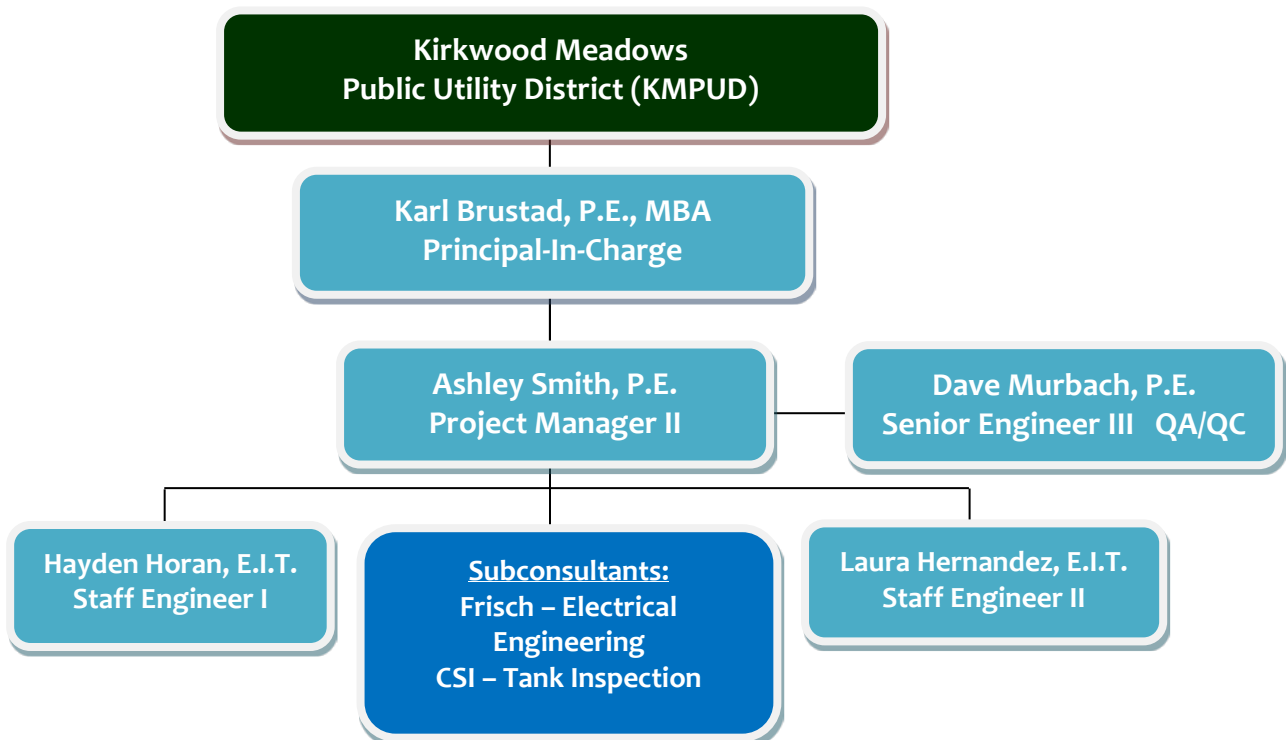 Kirkwood Meadows
Public Utility District (KMPUD)
Karl Brustad, P.E., MBA
Principal-In-Charge
Ashley Smith, P.E.
Project Manager II
Dave Murbach, P.E.
Senior Engineer III QA/QC
Hayden Horan, E.I.T.
Staff Engineer I
Subconsultants:
Frisch – Electrical
Engineering
CSI – Tank Inspection
Laura Hernandez, E.I.T.
Staff Engineer II